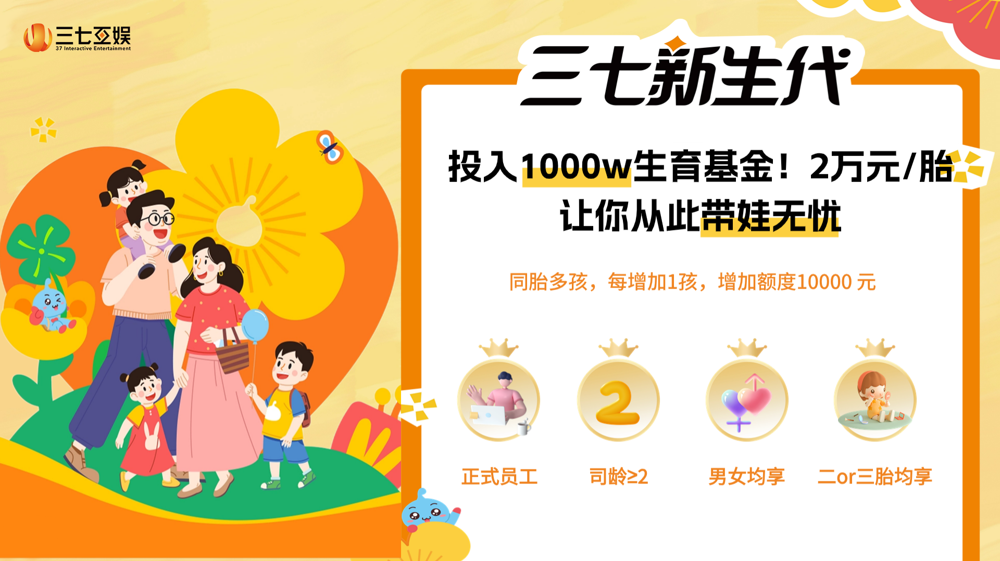 三七互娱
37 Interactive Entertainment
三七新生代
投入1000w生育基金！2万元/胎
让你从此带娃无忧
同胎多孩，每增加1孩，增加额度10000 元
2
正式员工
司龄≥2
男女均享
二or三胎均享